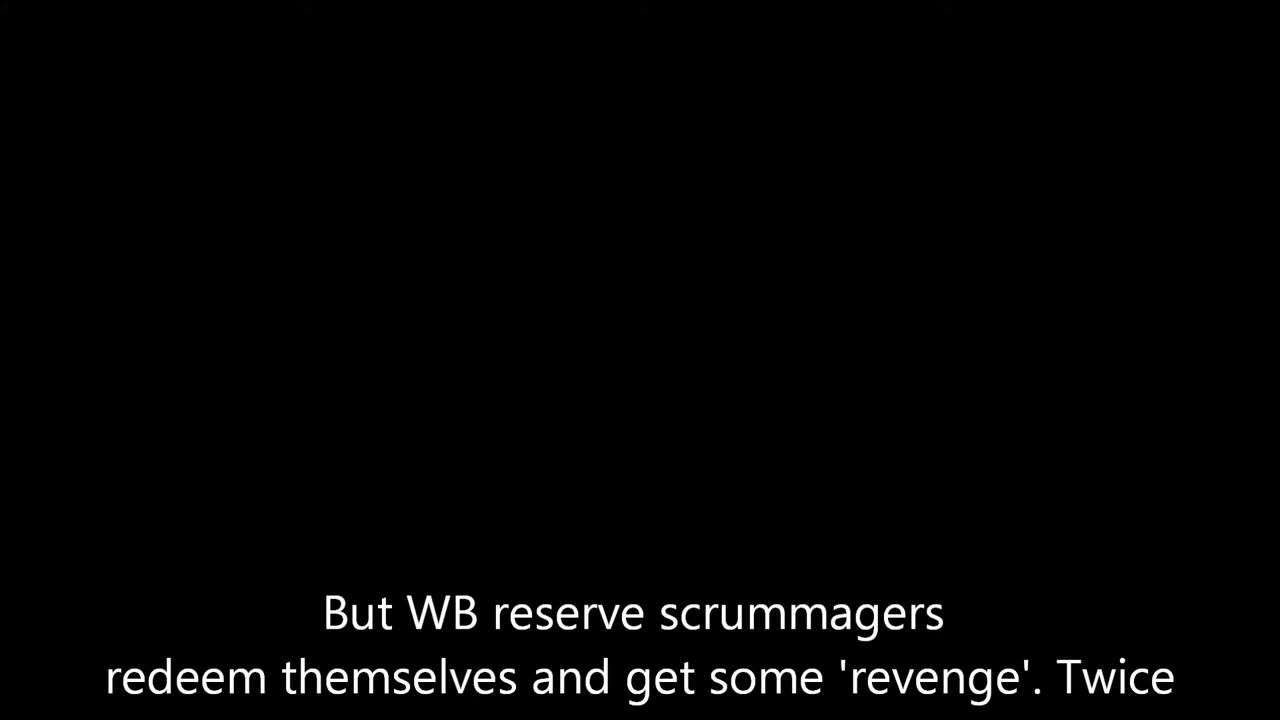 But WB reserve scrummagers
redeem themselves and get some 'revenge'. Twice